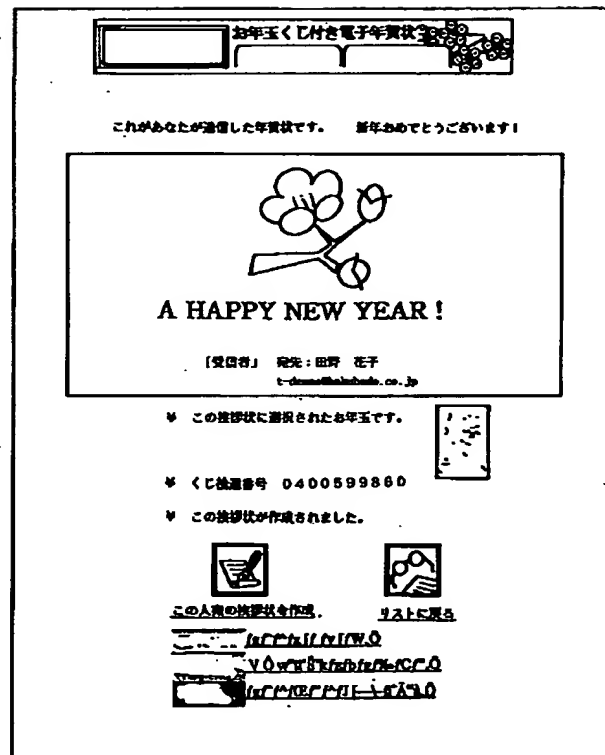 お年玉くじ付き電子年賀状
これがあなたが送信した年賀状です。 新年おめでとうございます!
A HAPPY NEW YEAR !
「受信者」 宛先:田野 花子
¥ この挨拶状に選択されたお年玉です。
¥ くじ抽選番号 0400599860
¥ この挨拶状が作成されました。
この人宛の挨拶状を作成
リストに戻る